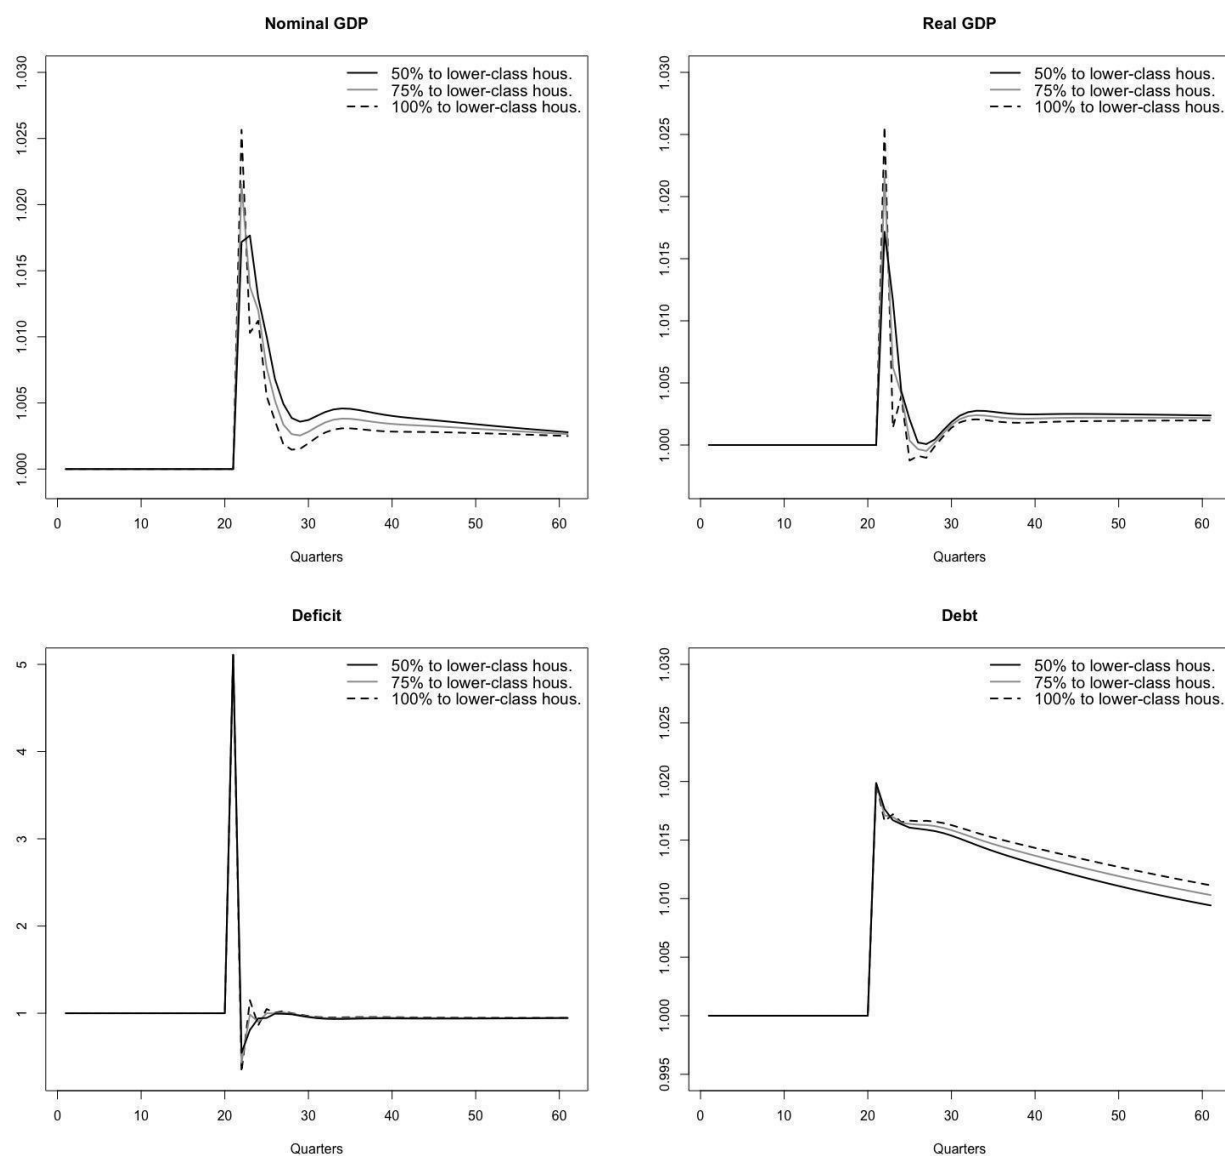 Nominal GDP
1.030
1.025
1.020
1.015
1.010
1.005
1.000
50% to lower-class hous.
75% to lower-class hous.
100% to lower-class hous.
0 10 20 30 40 50 60
Quarters
Real GDP
1.030
1.025
1.020
1.015
1.010
1.005
1.000
50% to lower-class hous.
75% to lower-class hous.
100% to lower-class hous.
0 10 20 30 40 50 60
Quarters
Deficit
5
4
3
2
1
50% to lower-class hous.
75% to lower-class hous.
100% to lower-class hous.
0 10 20 30 40 50 60
Quarters
Debt
1.030
1.025
1.020
1.015
1.010
1.005
1.000
0.995
50% to lower-class hous.
75% to lower-class hous.
100% to lower-class hous.
0 10 20 30 40 50 60
Quarters